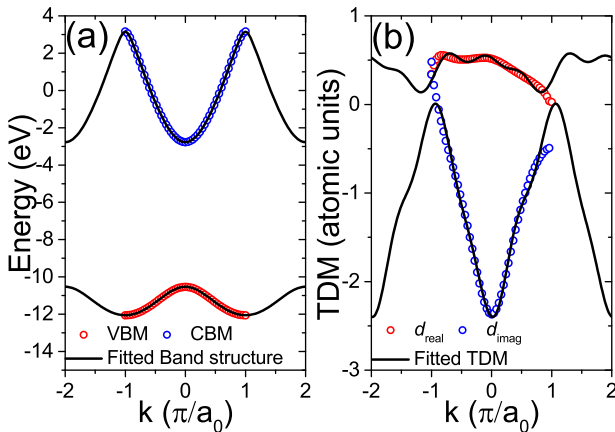 (a)
Energy (eV)
4
2
0
-2
-4
-6
-8
-10
-12
-14
VBM CBM
Fitted Band structure
-2 -1 0 1 2
k (π/a0)
(b)
TDM (atomic units)
1
0
-1
-2
-3
dreal dimag
Fitted TDM
-2 -1 0 1 2
k (π/a0)